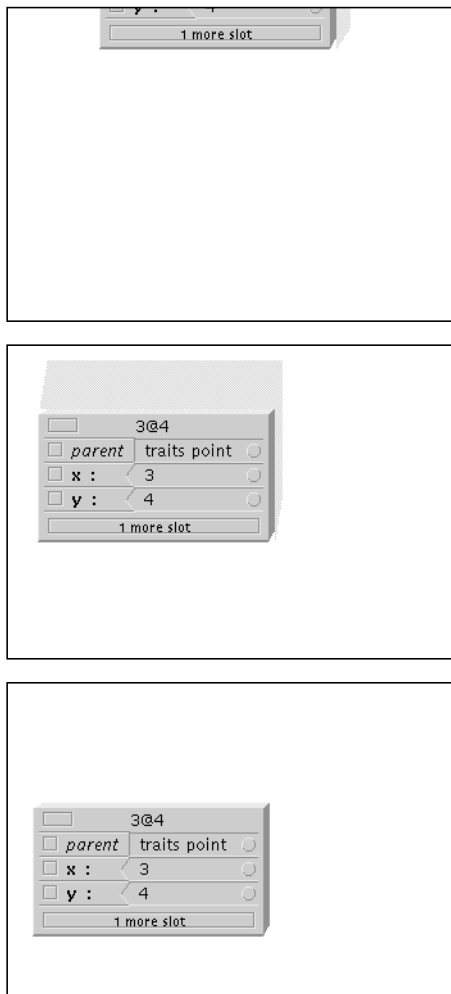 y : 4
1 more slot
3@4
parent traits point
x : 3
y : 4
1 more slot
3@4
parent traits point
x : 3
y : 4
1 more slot